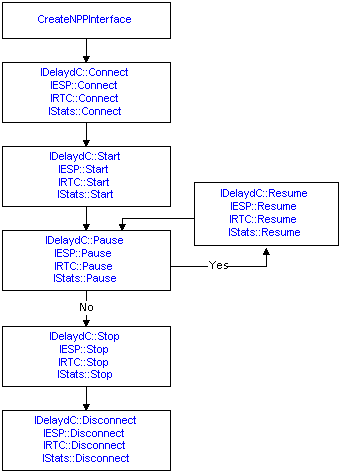 CreateNPPInterface
IDelaydC::Connect
IESP::Connect
IRTC::Connect
IStats::Connect
IDelaydC::Start
IESP::Start
IRTC::Start
IStats::Start
IDelaydC::Resume
IESP::Resume
IRTC::Resume
IStats::Resume
IDelaydC::Pause
IESP::Pause
IRTC::Pause
IStats::Pause
Yes
No
IDelaydC::Stop
IESP::Stop
IRTC::Stop
IStats::Stop
IDelaydC::Disconnect
IESP::Disconnect
IRTC::Disconnect
IStats::Disconnect